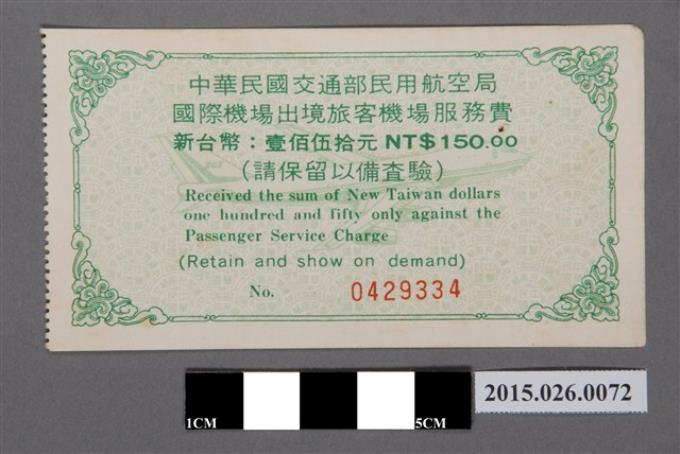 中華民國交通部民用航空局
國際機場出境旅客機場服務費
新台幣：壹佰伍拾元 NT$150.00
(請保留以備查驗)
Received the sum of New Taiwan dollars
one hundred and fifty only against the
Passenger Service Charge
(Retain and show on demand)
No. 0429334
1CM 5CM
2015.026.0072